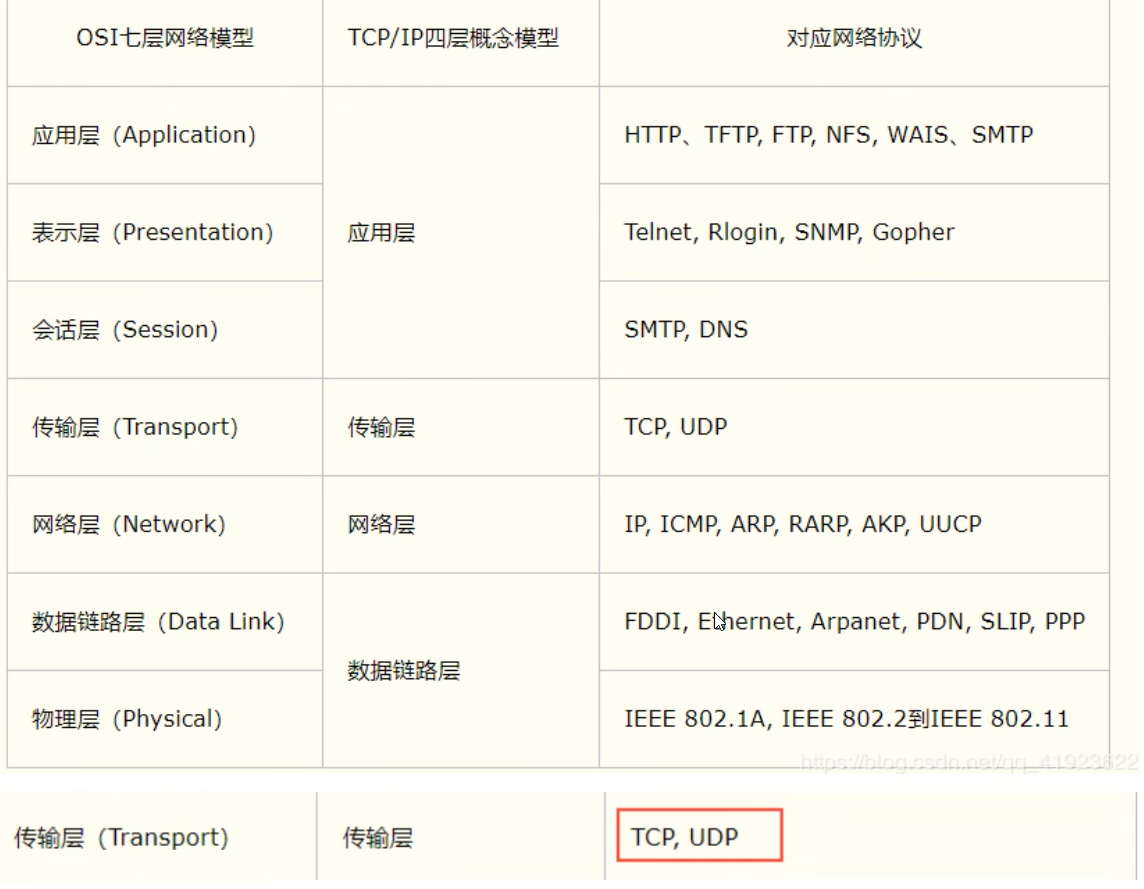 OSI七层网络模型 TCP/IP四层概念模型 对应网络协议
应用层（Application） HTTP、TFTP, FTP, NFS, WAIS、SMTP
表示层（Presentation） 应用层 Telnet, Rlogin, SNMP, Gopher
会话层（Session） SMTP, DNS
传输层（Transport） 传输层 TCP, UDP
网络层（Network） 网络层 IP, ICMP, ARP, RARP, AKP, UUCP
数据链路层（Data Link） FDDI, Ethernet, Arpanet, PDN, SLIP, PPP
数据链路层
物理层（Physical） IEEE 802.1A, IEEE 802.2到IEEE 802.11
https://blog.csdn.net/qq_41923622
传输层（Transport） 传输层 TCP, UDP